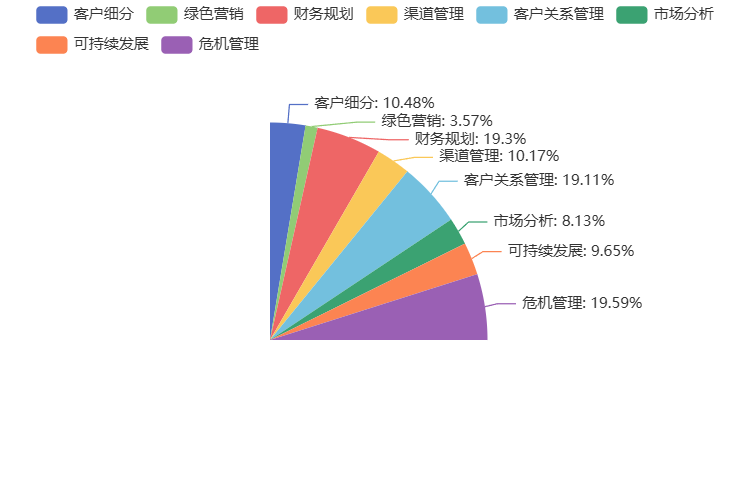 客户细分 绿色营销 财务规划 渠道管理 客户关系管理 市场分析
可持续发展 危机管理
客户细分: 10.48%
绿色营销: 3.57%
财务规划: 19.3%
渠道管理: 10.17%
客户关系管理: 19.11%
市场分析: 8.13%
可持续发展: 9.65%
危机管理: 19.59%